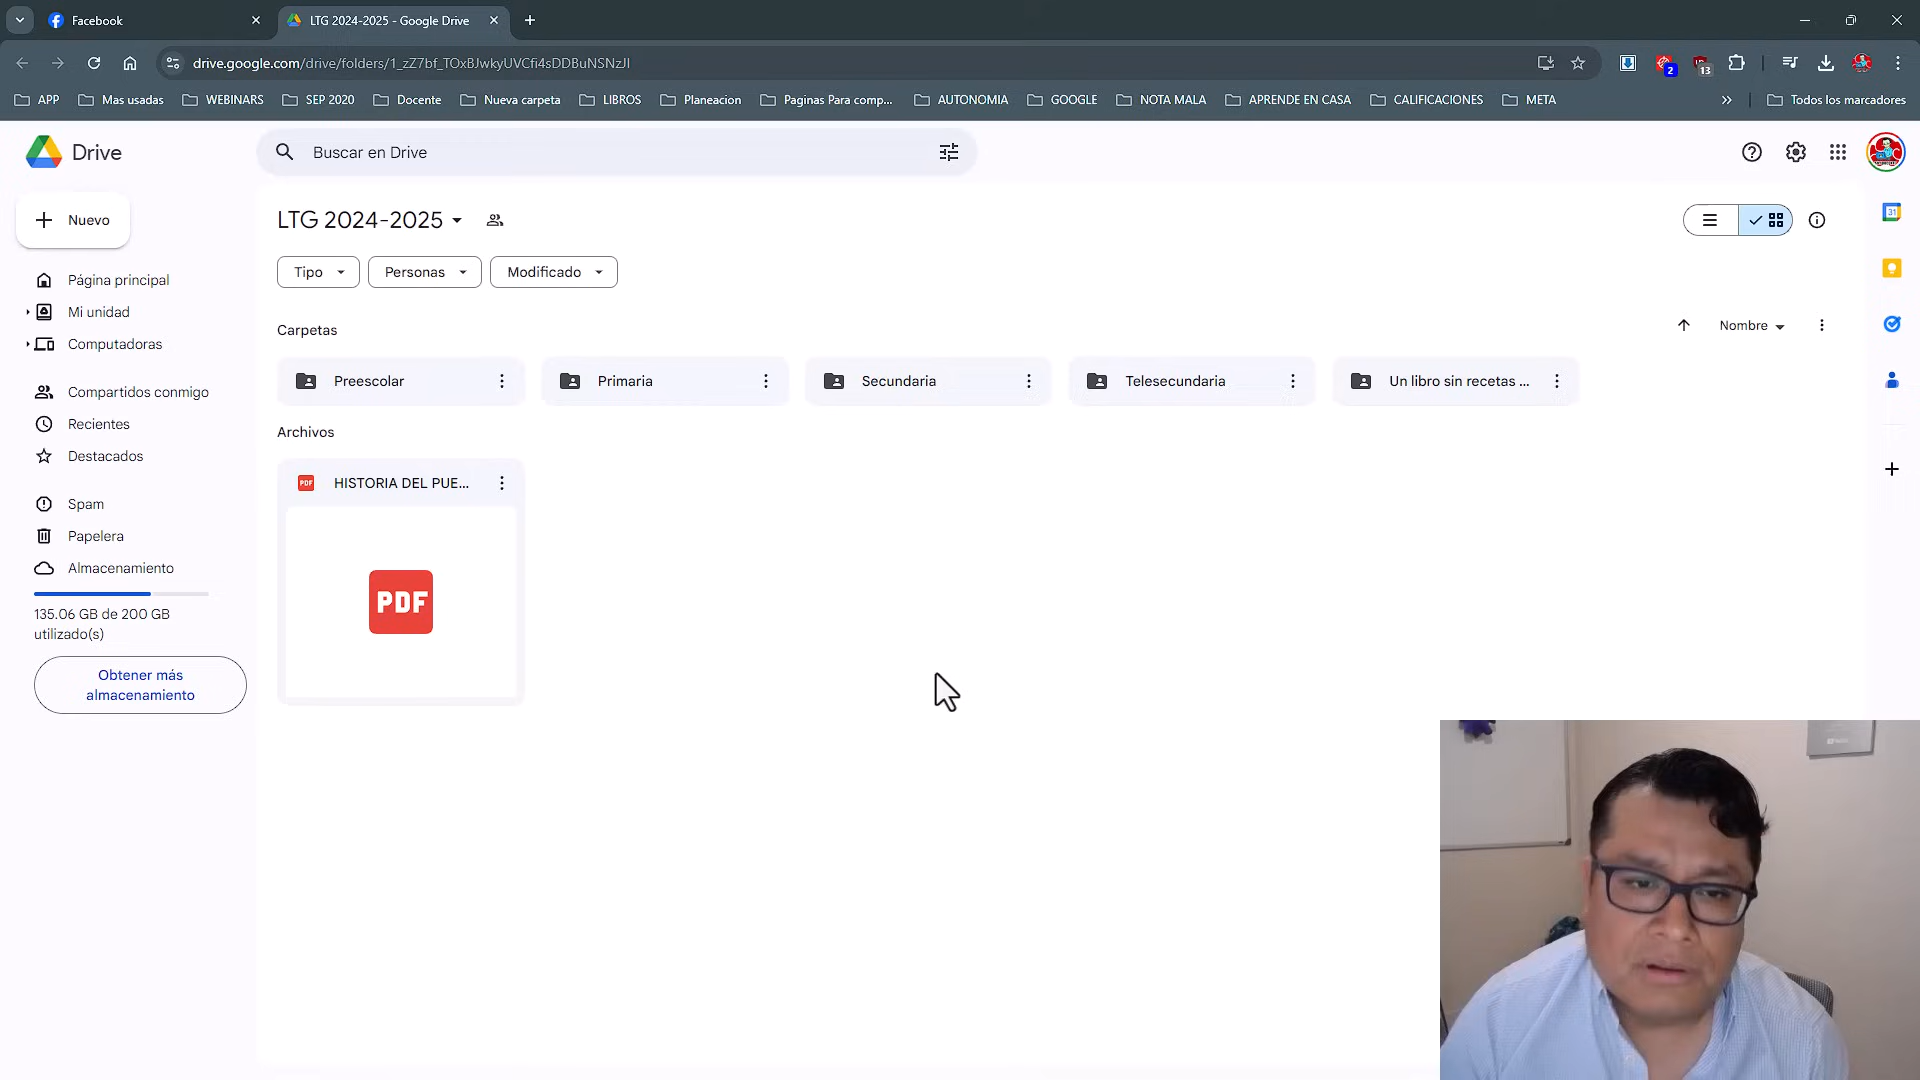 Facebook
LTG 2024-2025 - Google Drive
drive.google.com/drive/folders/1_zZ7bf_TOxBJwkyUVCfi4sDDBuNSNzJI
2
13
APP
Mas usadas
WEBINARS
SEP 2020
Docente
Nueva carpeta
LIBROS
Planeacion
Paginas Para comp...
AUTONOMIA
GOOGLE
NOTA MALA
APRENDE EN CASA
CALIFICACIONES
META
Todos los marcadores
Drive
Buscar en Drive
Nuevo
LTG 2024-2025
31
Tipo
Personas
Modificado
Página principal
Mi unidad
Computadoras
Compartidos conmigo
Recientes
Destacados
Spam
Papelera
Almacenamiento
135.06 GB de 200 GB
utilizado(s)
Obtener más
almacenamiento
Carpetas
Nombre
Preescolar
Primaria
Secundaria
Telesecundaria
Un libro sin recetas ...
Archivos
PDF
HISTORIA DEL PUE...
PDF